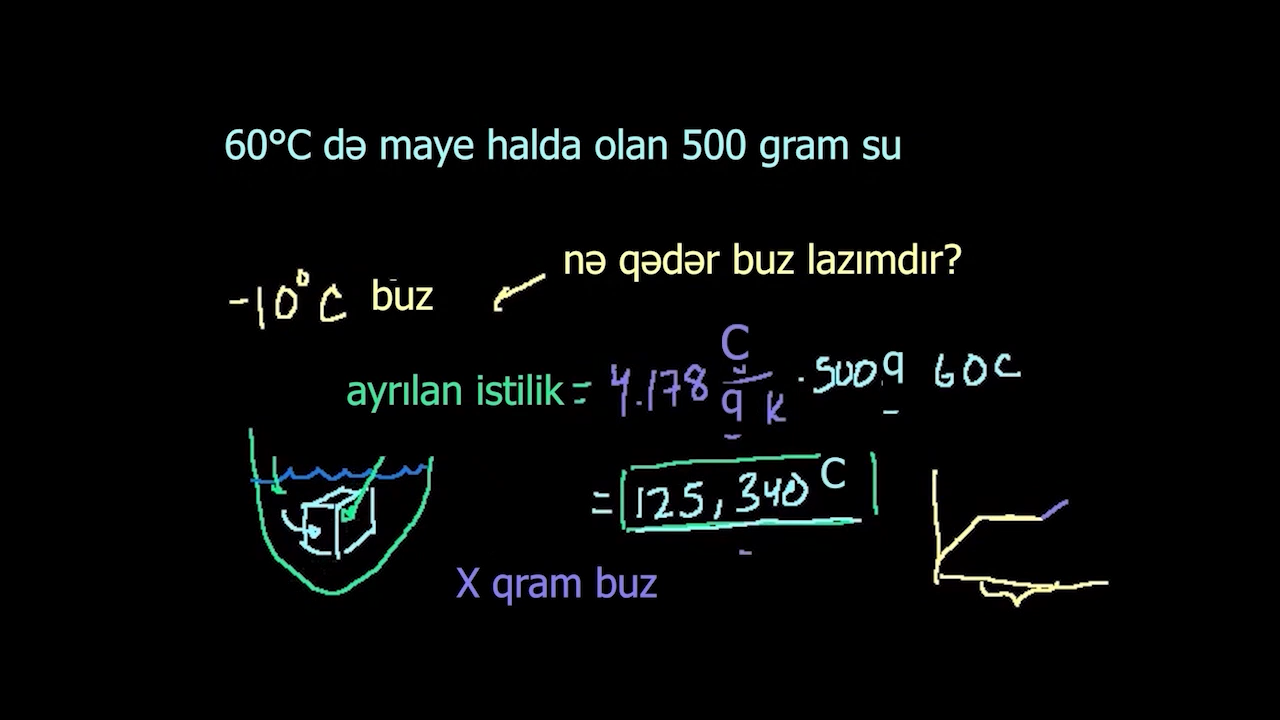 60°C də maye halda olan 500 gram su
nə qədər buz lazımdır?
-10°C buz
ayrılan istilik = 4.178 C/q K · 500q 60C
= 125,340 C
X qram buz